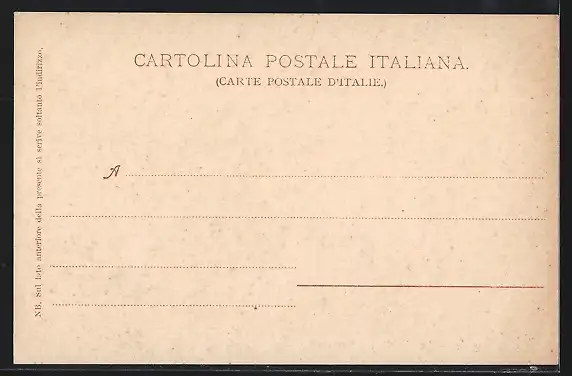 CARTOLINA POSTALE ITALIANA.
(CARTE POSTALE D'ITALIE.)
A
NB. Sul lato anteriore della presente si scrive soltanto l'indirizzo.